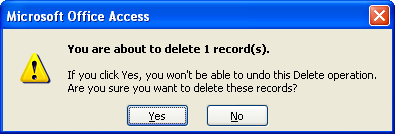 Microsoft Office Access
You are about to delete 1 record(s).
If you click Yes, you won't be able to undo this Delete operation.
Are you sure you want to delete these records?
Yes No